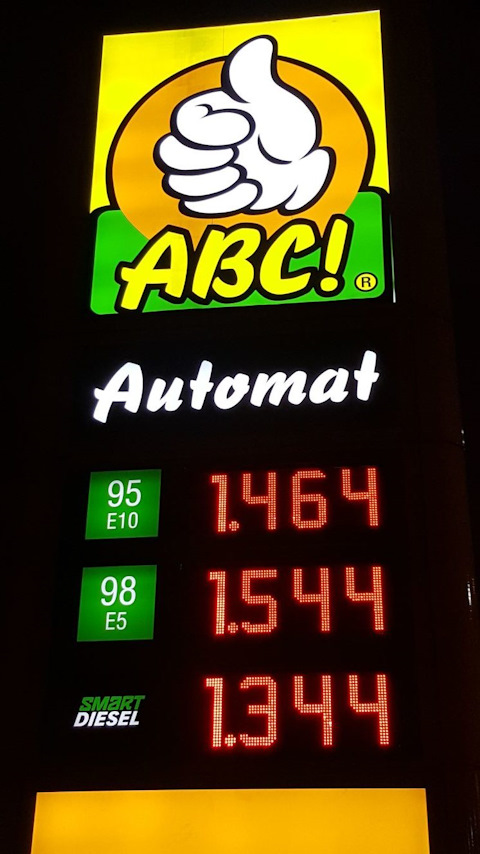 ABC! ®
Automat
95 1.464
E10
98 1.544
E5
SMART 1.344
DIESEL